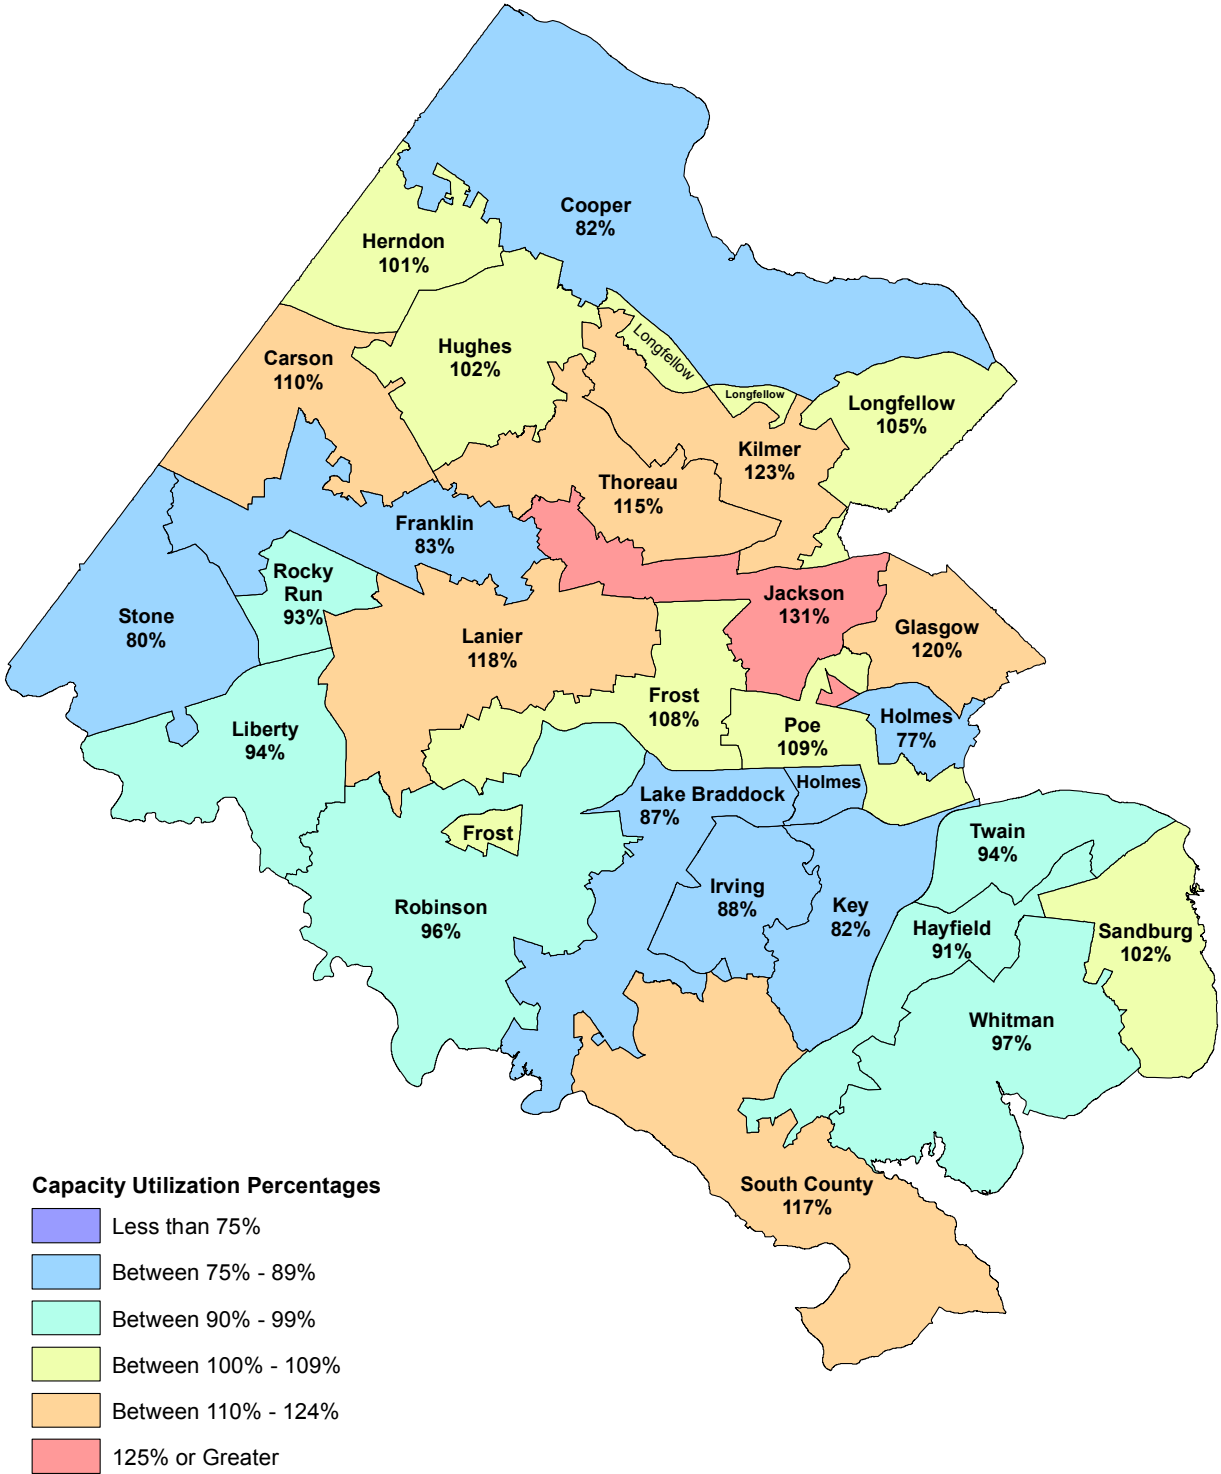 Cooper
82%
Herndon
101%
Hughes
102%
Longfellow
Carson
110%
Longfellow
Longfellow
105%
Kilmer
123%
Thoreau
115%
Franklin
83%
Rocky
Run
93%
Stone
80%
Jackson
131%
Lanier
118%
Glasgow
120%
Frost
108%
Liberty
94%
Poe
109%
Holmes
77%
Holmes
Lake Braddock
87%
Frost
Twain
94%
Irving
88%
Key
82%
Robinson
96%
Hayfield
91%
Sandburg
102%
Whitman
97%
South County
117%
Capacity Utilization Percentages
Less than 75%
Between 75% - 89%
Between 90% - 99%
Between 100% - 109%
Between 110% - 124%
125% or Greater